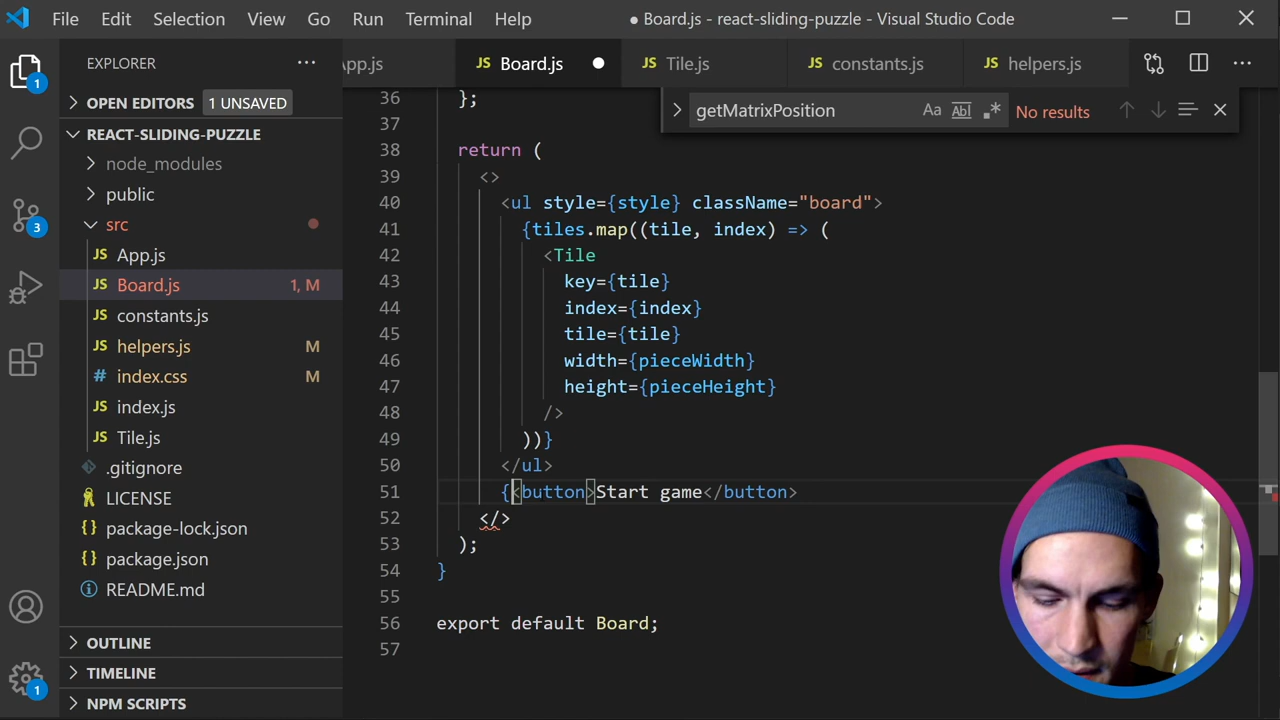 File Edit Selection View Go Run Terminal Help
● Board.js - react-sliding-puzzle - Visual Studio Code
EXPLORER
OPEN EDITORS 1 UNSAVED
REACT-SLIDING-PUZZLE
node_modules
public
src
JS App.js
JS Board.js 1, M
JS constants.js
JS helpers.js M
# index.css M
JS index.js
JS Tile.js
.gitignore
LICENSE
{} package-lock.json
{} package.json
README.md
OUTLINE
TIMELINE
NPM SCRIPTS
1
3
1
App.js JS Board.js ● JS Tile.js JS constants.js JS helpers.js
getMatrixPosition Aa Abl .* No results
36 };
37
38 return (
39 <>
40 <ul style={style} className="board">
41 {tiles.map((tile, index) => (
42 <Tile
43 key={tile}
44 index={index}
45 tile={tile}
46 width={pieceWidth}
47 height={pieceHeight}
48 />
49 ))}
50 </ul>
51 {<button>Start game</button>
52 </>
53 );
54 }
55
56 export default Board;
57